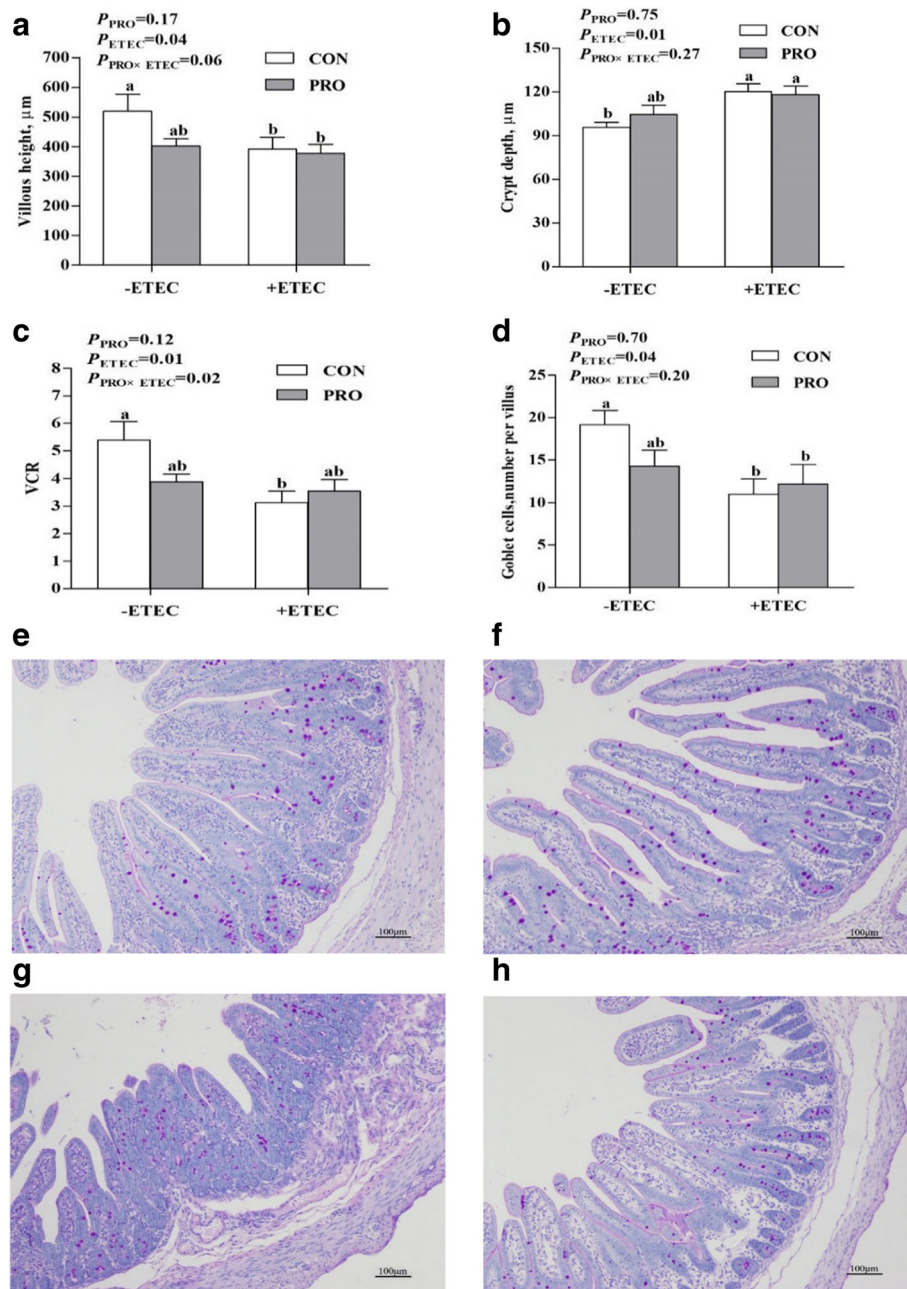 a
P_PRO=0.17
P_ETEC=0.04
P_PRO× ETEC=0.06
CON
PRO
700
600
500
400
300
200
100
0
Villous height, μm
a
ab
b
b
-ETEC
+ETEC
b
P_PRO=0.75
P_ETEC=0.01
P_PRO× ETEC=0.27
CON
PRO
150
120
90
60
30
0
Crypt depth, μm
b
ab
a
a
-ETEC
+ETEC
c
P_PRO=0.12
P_ETEC=0.01
P_PRO× ETEC=0.02
CON
PRO
8
7
6
5
4
3
2
1
0
VCR
a
ab
b
ab
-ETEC
+ETEC
d
P_PRO=0.70
P_ETEC=0.04
P_PRO× ETEC=0.20
CON
PRO
25
20
15
10
5
0
Goblet cells,number per villus
a
ab
b
b
-ETEC
+ETEC
e
100μm
f
100μm
g
100μm
h
100μm